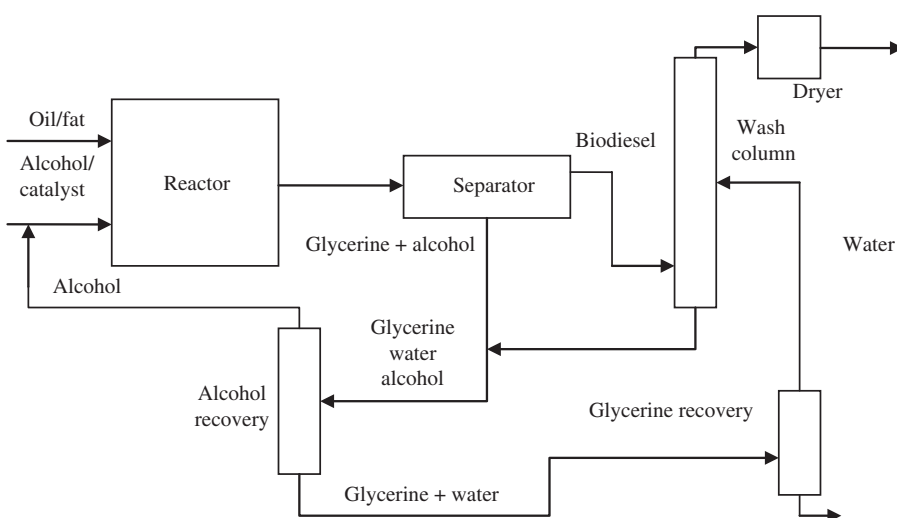 Oil/fat
Alcohol/
catalyst
Reactor
Separator
Biodiesel
Wash
column
Dryer
Glycerine + alcohol
Water
Alcohol
Glycerine
water
alcohol
Alcohol
recovery
Glycerine recovery
Glycerine + water